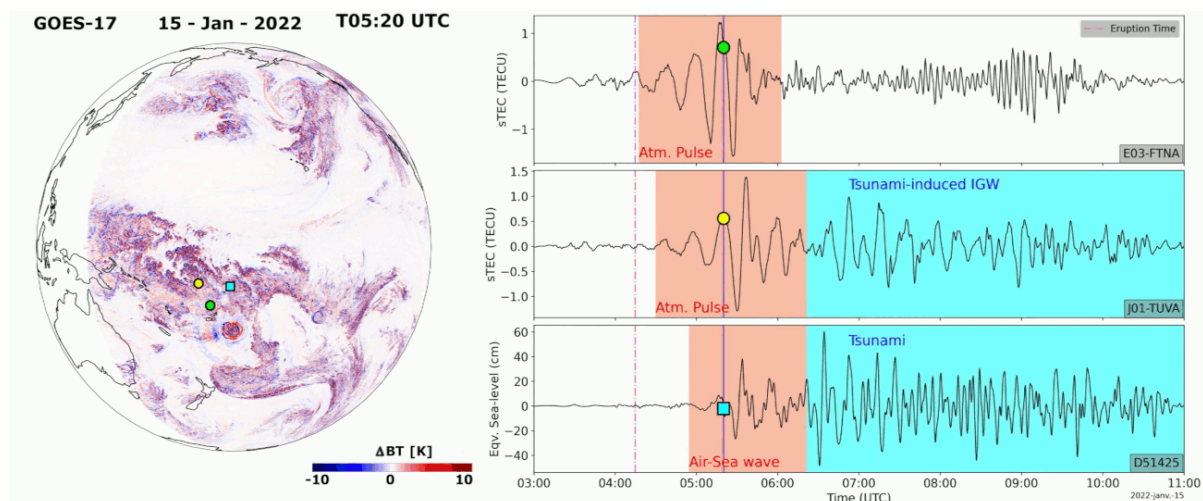 GOES-17 15 - Jan - 2022 T05:20 UTC
ΔBT [K]
-10 0 10
Eruption Time
sTEC (TECU)
1
0
−1
Atm. Pulse
E03-FTNA
sTEC (TECU)
1.5
1.0
0.5
0.0
−0.5
−1.0
Tsunami-induced IGW
Atm. Pulse
J01-TUVA
Eqv. Sea-level (cm)
60
40
20
0
−20
−40
Tsunami
Air-Sea wave
D51425
03:00 04:00 05:00 06:00 07:00 08:00 09:00 10:00 11:00
Time (UTC)
2022-janv.-15